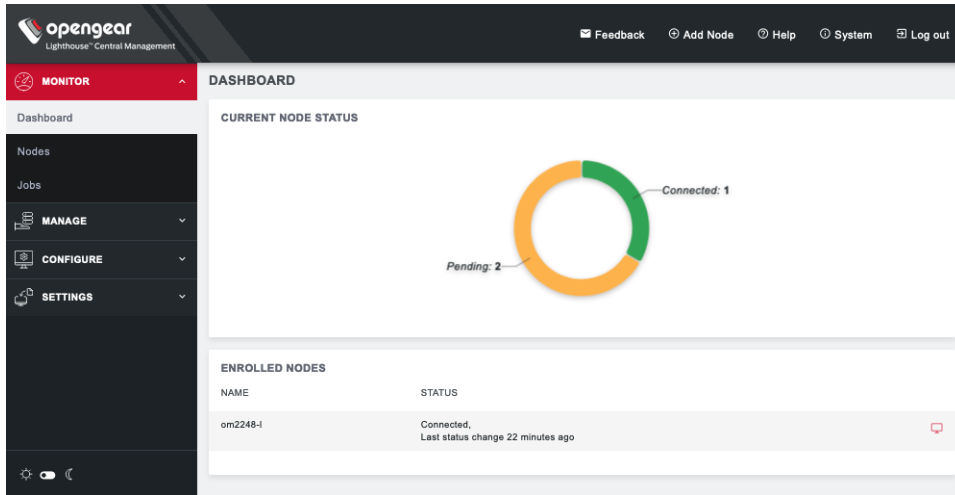 opengear
Lighthouse™ Central Management
Feedback
Add Node
Help
System
Log out
MONITOR
Dashboard
Nodes
Jobs
MANAGE
CONFIGURE
SETTINGS
DASHBOARD
CURRENT NODE STATUS
Connected: 1
Pending: 2
ENROLLED NODES
NAME STATUS
om2248-l Connected,
Last status change 22 minutes ago